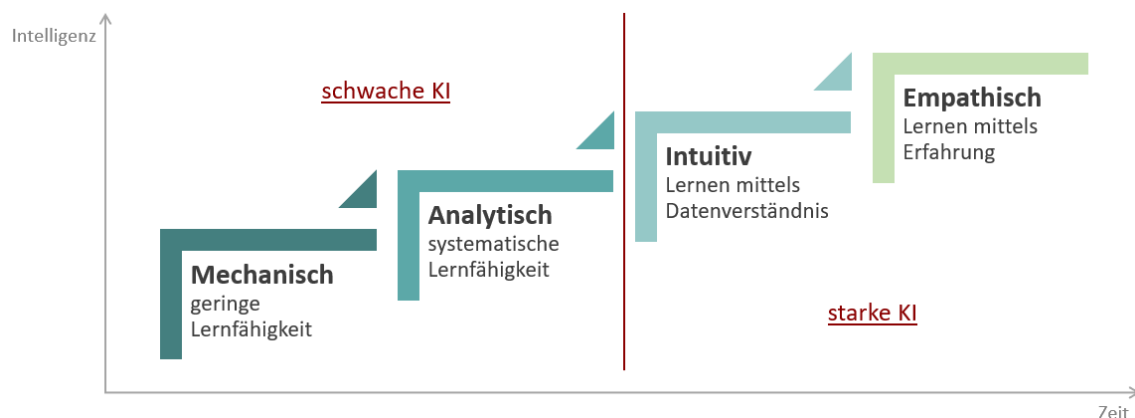 Intelligenz
schwache KI
Mechanisch
geringe
Lernfähigkeit
Analytisch
systematische
Lernfähigkeit
Intuitiv
Lernen mittels
Datenverständnis
Empathisch
Lernen mittels
Erfahrung
starke KI
Zeit